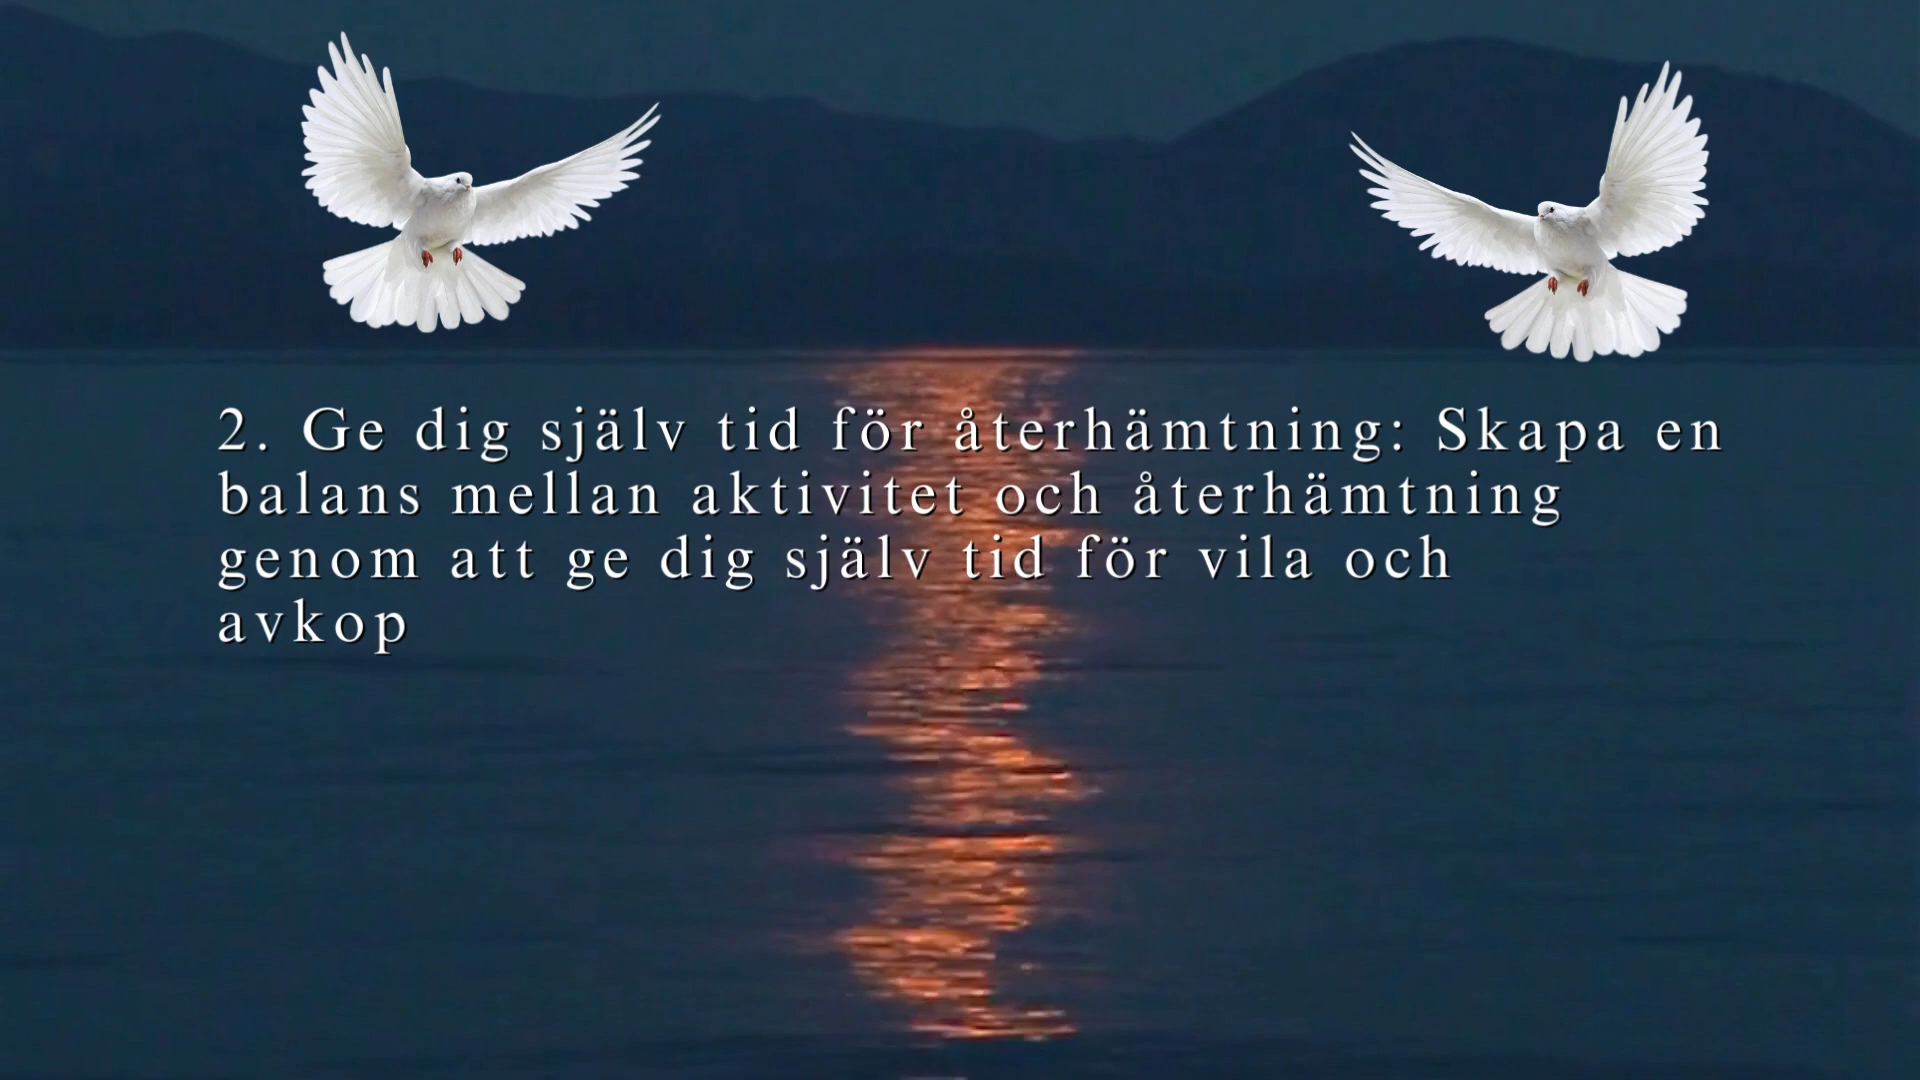 2. Ge dig själv tid för återhämtning: Skapa en
balans mellan aktivitet och återhämtning
genom att ge dig själv tid för vila och
avkop